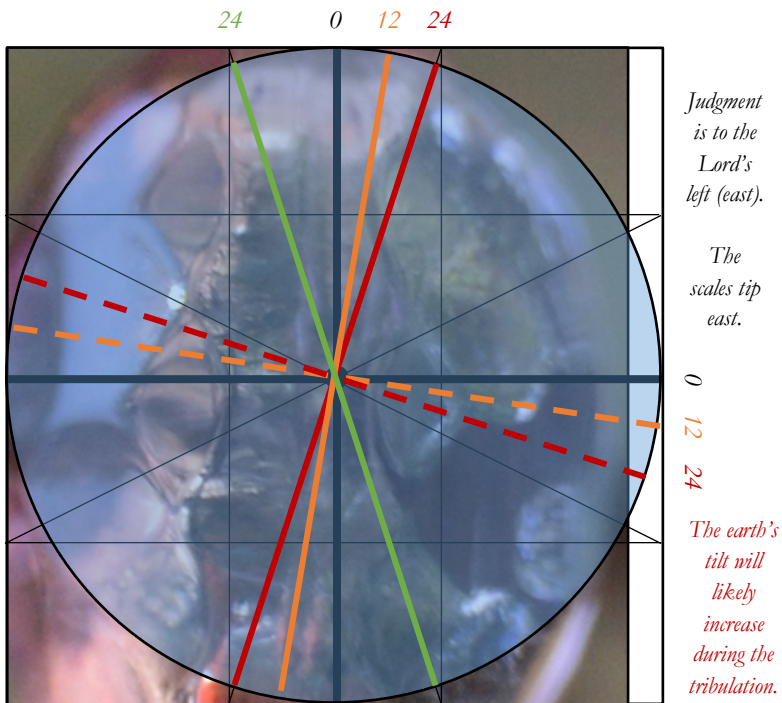 24 0 12 24
Judgment
is to the
Lord's
left (east).
The
scales tip
east.
0
12
24
The earth's
tilt will
likely
increase
during the
tribulation.